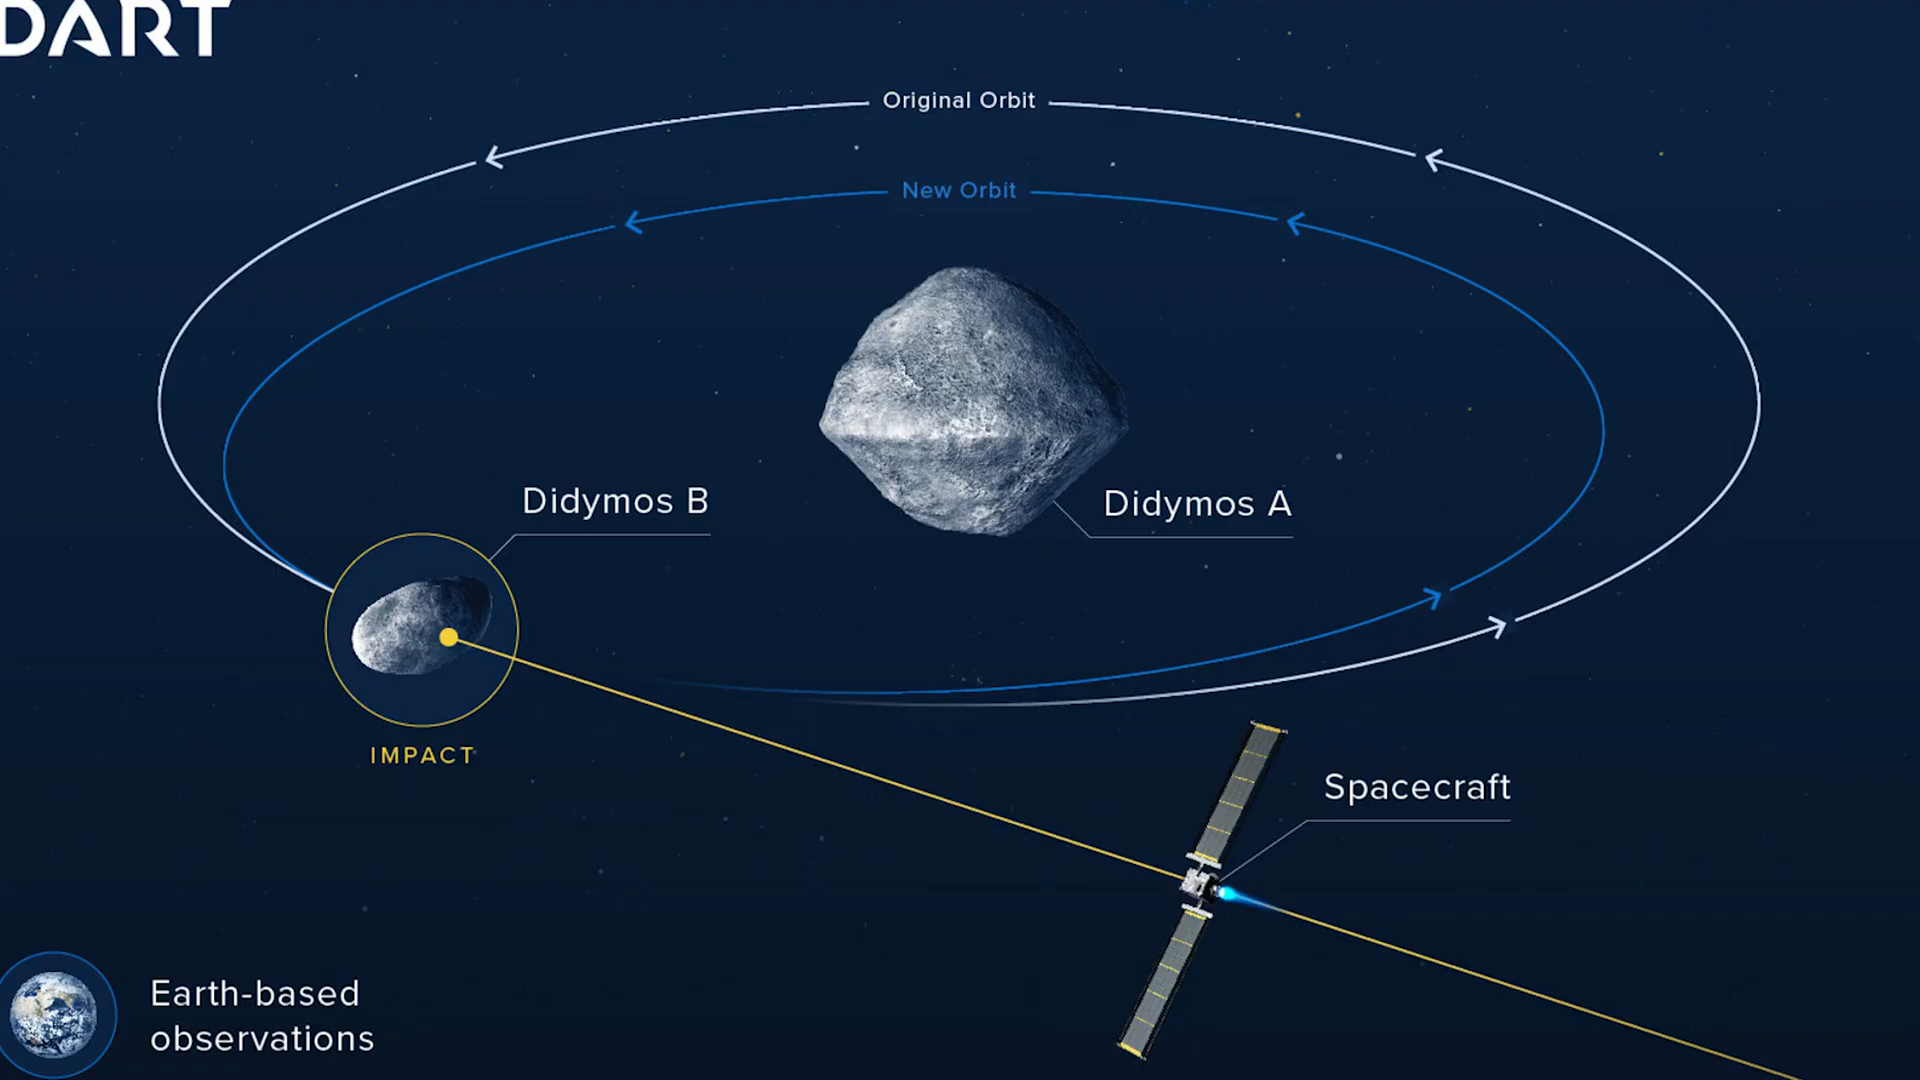 DART
Original Orbit
New Orbit
Didymos B
Didymos A
IMPACT
Spacecraft
Earth-based
observations